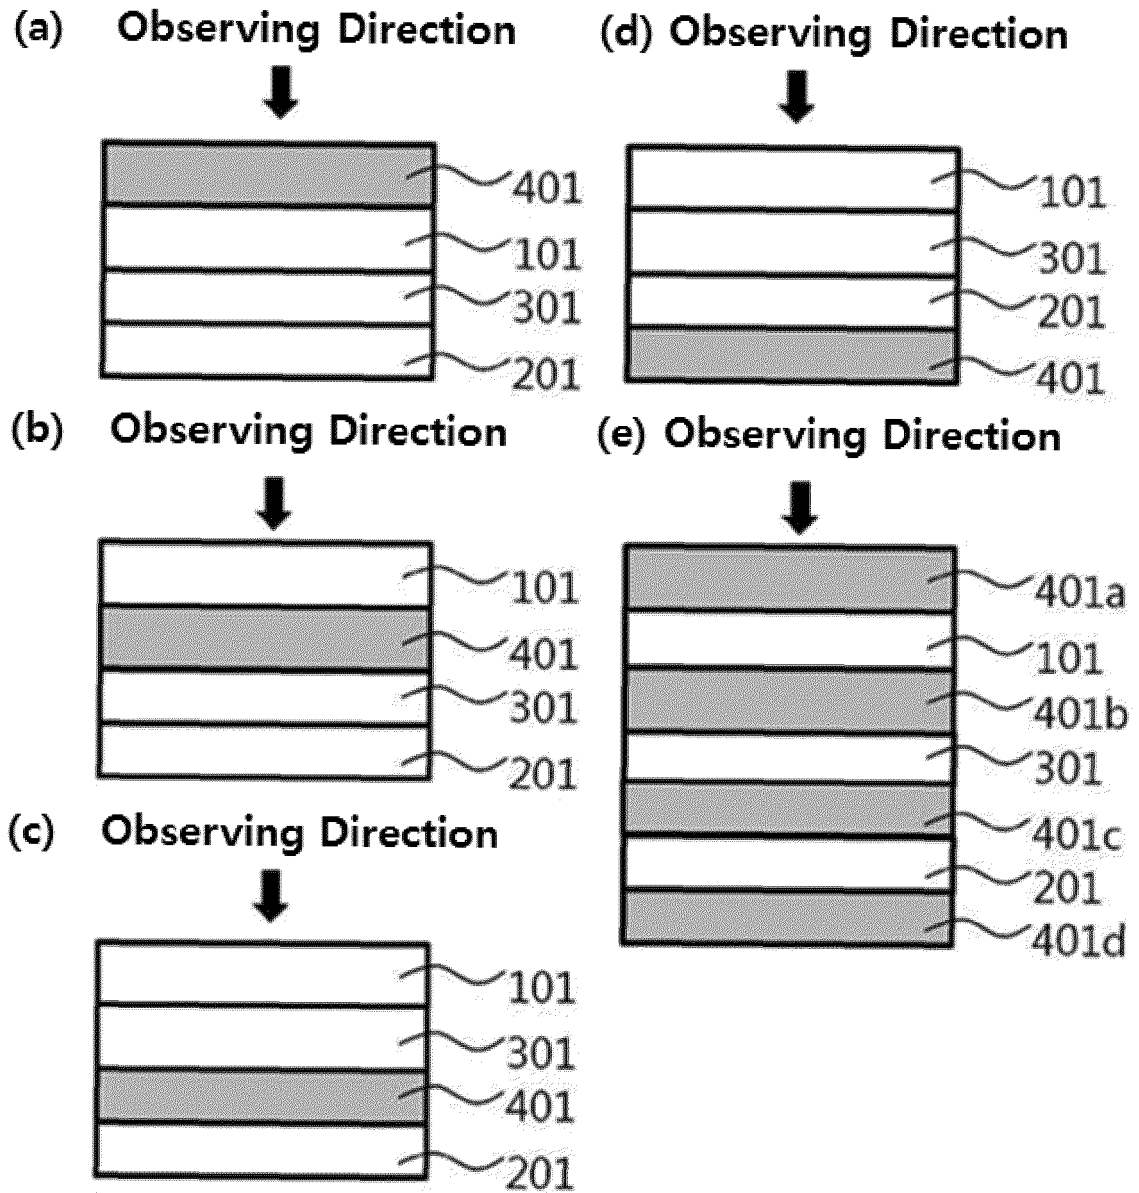 (a) Observing Direction
401
101
301
201
(b) Observing Direction
101
401
301
201
(c) Observing Direction
101
301
401
201
(d) Observing Direction
101
301
201
401
(e) Observing Direction
401a
101
401b
301
401c
201
401d